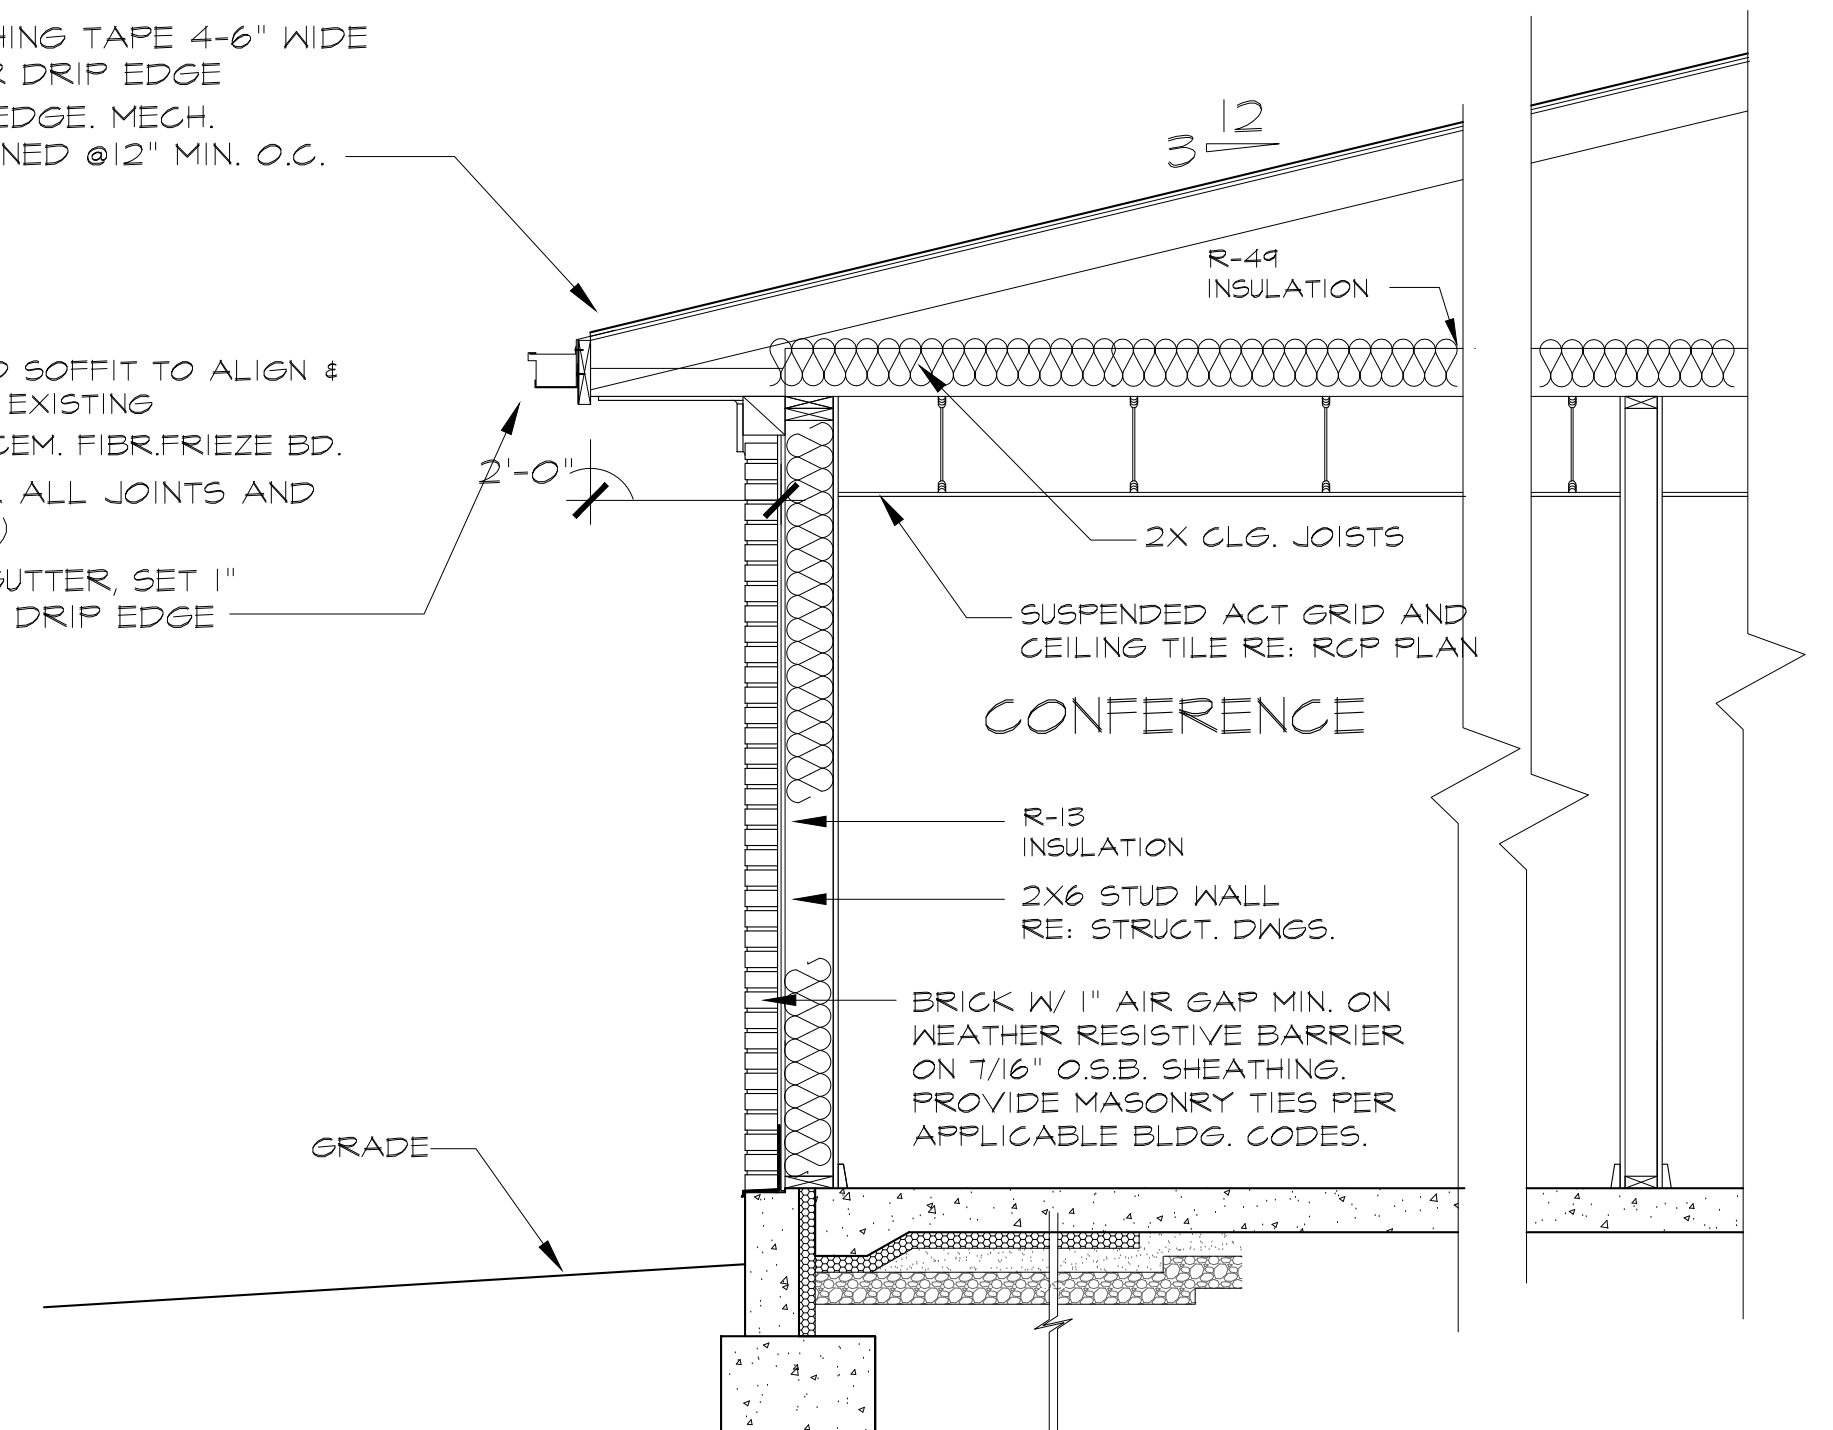 TAPE 4-6" WIDE
DRIP EDGE
EDGE. MECH.
@12" MIN. O.C.
12
3
R-49
INSULATION
SOFFIT TO ALIGN &
EXISTING
CEM. FIBR.FRIEZE BD.
2'-0"
ALL JOINTS AND
)
GUTTER, SET 1"
DRIP EDGE
2X CLG. JOISTS
SUSPENDED ACT GRID AND
CEILING TILE RE: RCP PLAN
CONFERENCE
R-13
INSULATION
2X6 STUD WALL
RE: STRUCT. DWGS.
BRICK W/ 1" AIR GAP MIN. ON
WEATHER RESISTIVE BARRIER
ON 7/16" O.S.B. SHEATHING.
PROVIDE MASONRY TIES PER
APPLICABLE BLDG. CODES.
GRADE